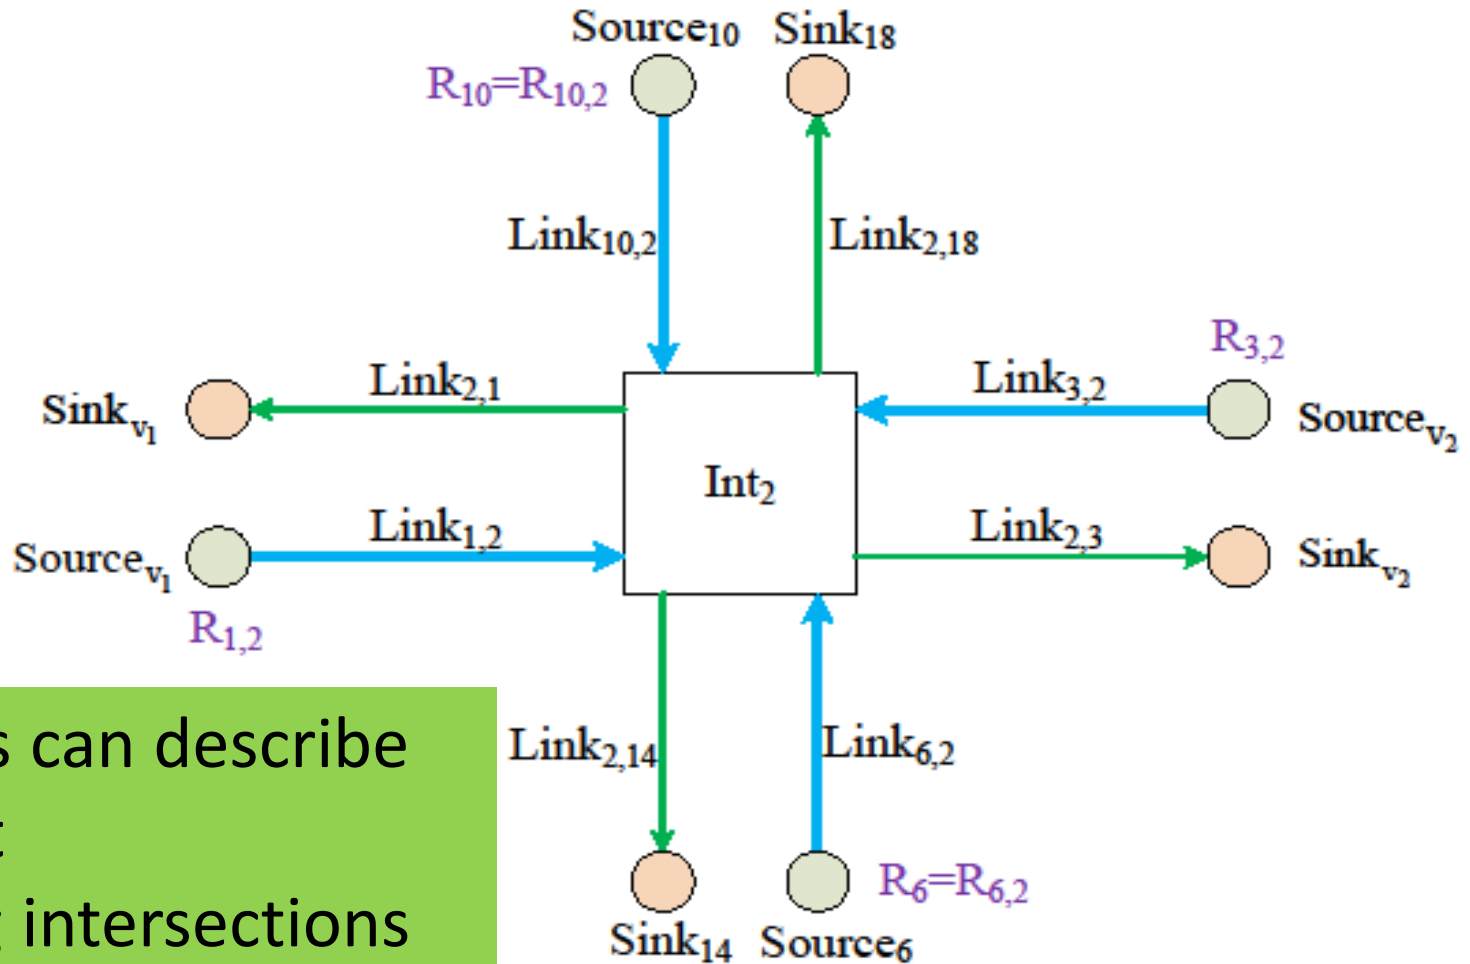 Source₁₀ Sink₁₈
R₁₀=R₁₀,₂
Link₁₀,₂ Link₂,₁₈
R₃,₂
Link₂,₁ Link₃,₂
Sinkᵥ₁ Sourceᵥ₂
Int₂
Link₁,₂ Link₂,₃
Sourceᵥ₁ Sinkᵥ₂
R₁,₂
can describe
Link₂,₁₄ Link₆,₂
R₆=R₆,₂
intersections
Sink₁₄ Source₆